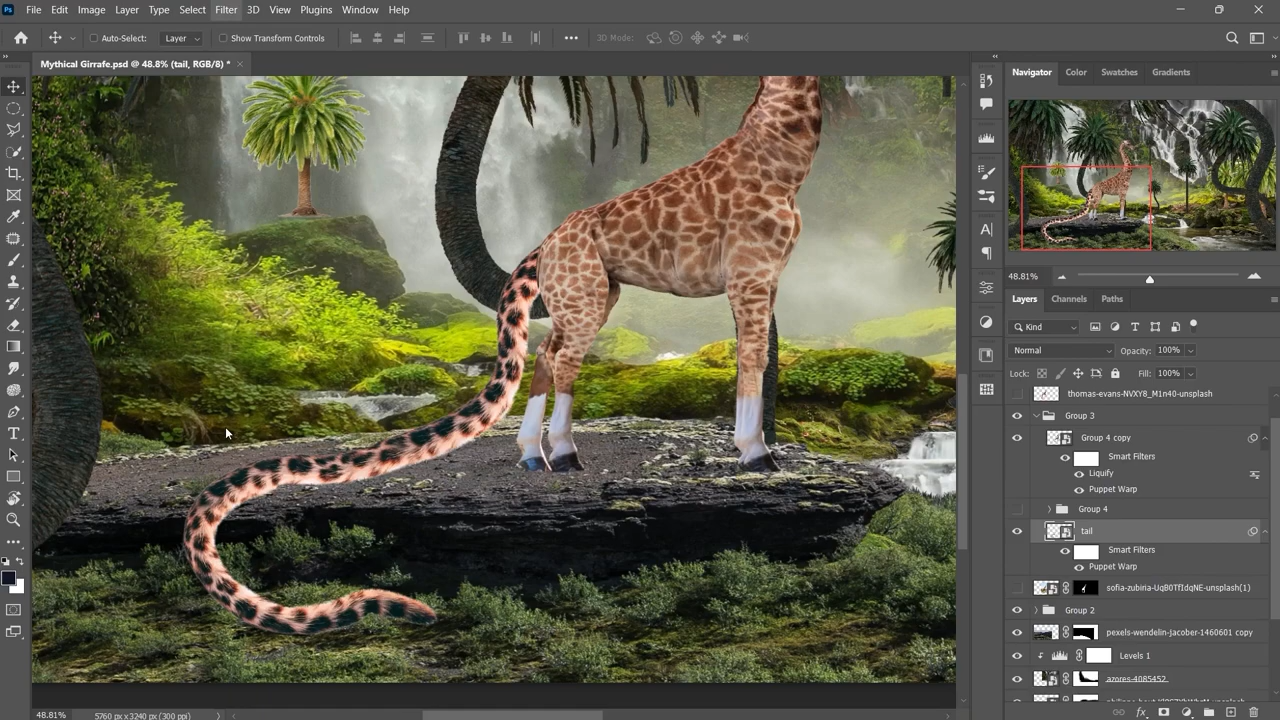 Ps File Edit Image Layer Type Select Filter 3D View Plugins Window Help
Auto-Select: Layer Show Transform Controls 3D Mode:
Mythical Girrafe.psd @ 48.8% (tail, RGB/8) *
Navigator Color Swatches Gradients
48.81%
Layers Channels Paths
Kind
Normal Opacity: 100%
Lock: Fill: 100%
thomas-evans-NVXY8_M1n40-unsplash
Group 3
Group 4 copy
Smart Filters
Liquify
Puppet Warp
Group 4
tail
Smart Filters
Puppet Warp
sofia-zubiria-UqB0TfIdqNE-unsplash(1)
Group 2
pexels-wendelin-jacober-1460601 copy
Levels 1
azores-4085452
48.81% 5760 px x 3240 px (300 ppi)